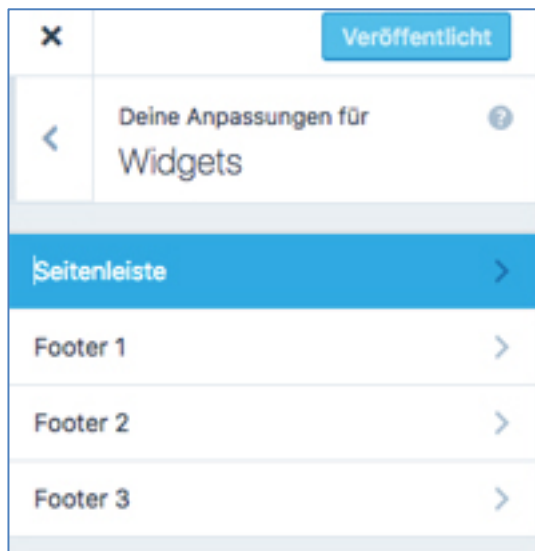 Veröffentlicht
Deine Anpassungen für
Widgets
Seitenleiste
Footer 1
Footer 2
Footer 3